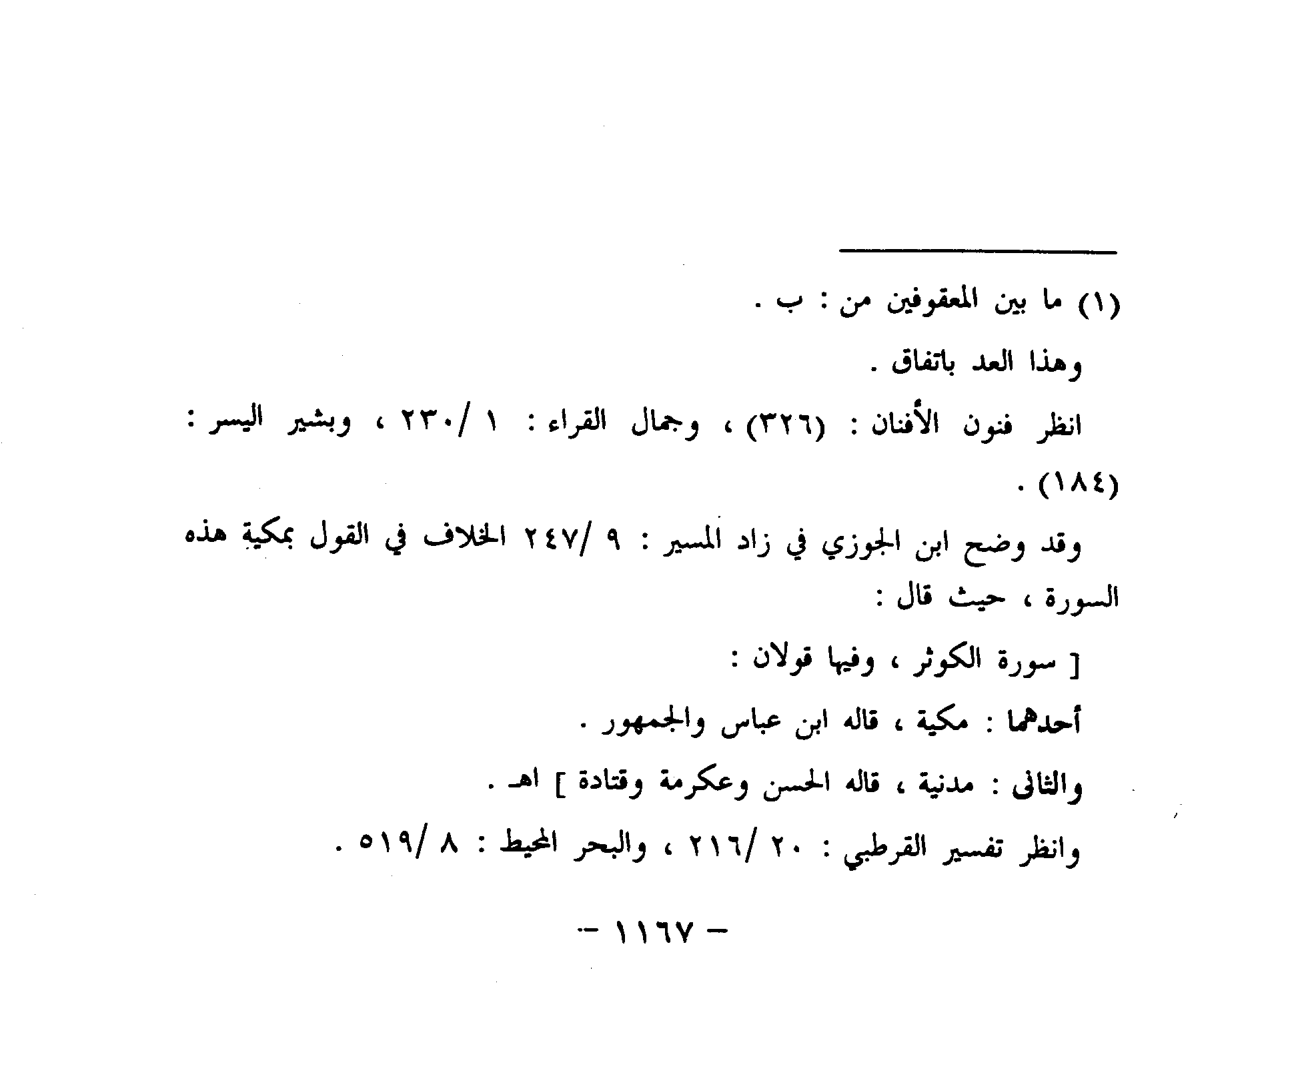 (١) ما بين المعقوفين من : ب .
وهذا العد باتفاق .
انظر فنون الأفنان : (٣٢٦) ، وجمال القراء : ١ /٢٣٠ ، وبشير اليسر :
(١٨٤) .
وقد وضح ابن الجوزي في زاد المسير : ٩ /٢٤٧ الخلاف في القول بمكية هذه
السورة ، حيث قال :
[ سورة الكوثر ، وفيها قولان :
أحدهما : مكية ، قاله ابن عباس والجمهور .
والثانى : مدنية ، قاله الحسن وعكرمة وقتادة ] اهـ .
وانظر تفسير القرطبي : ٢٠ /٢١٦ ، والبحر المحيط : ٨ /٥١٩ .
– ١١٦٧ –